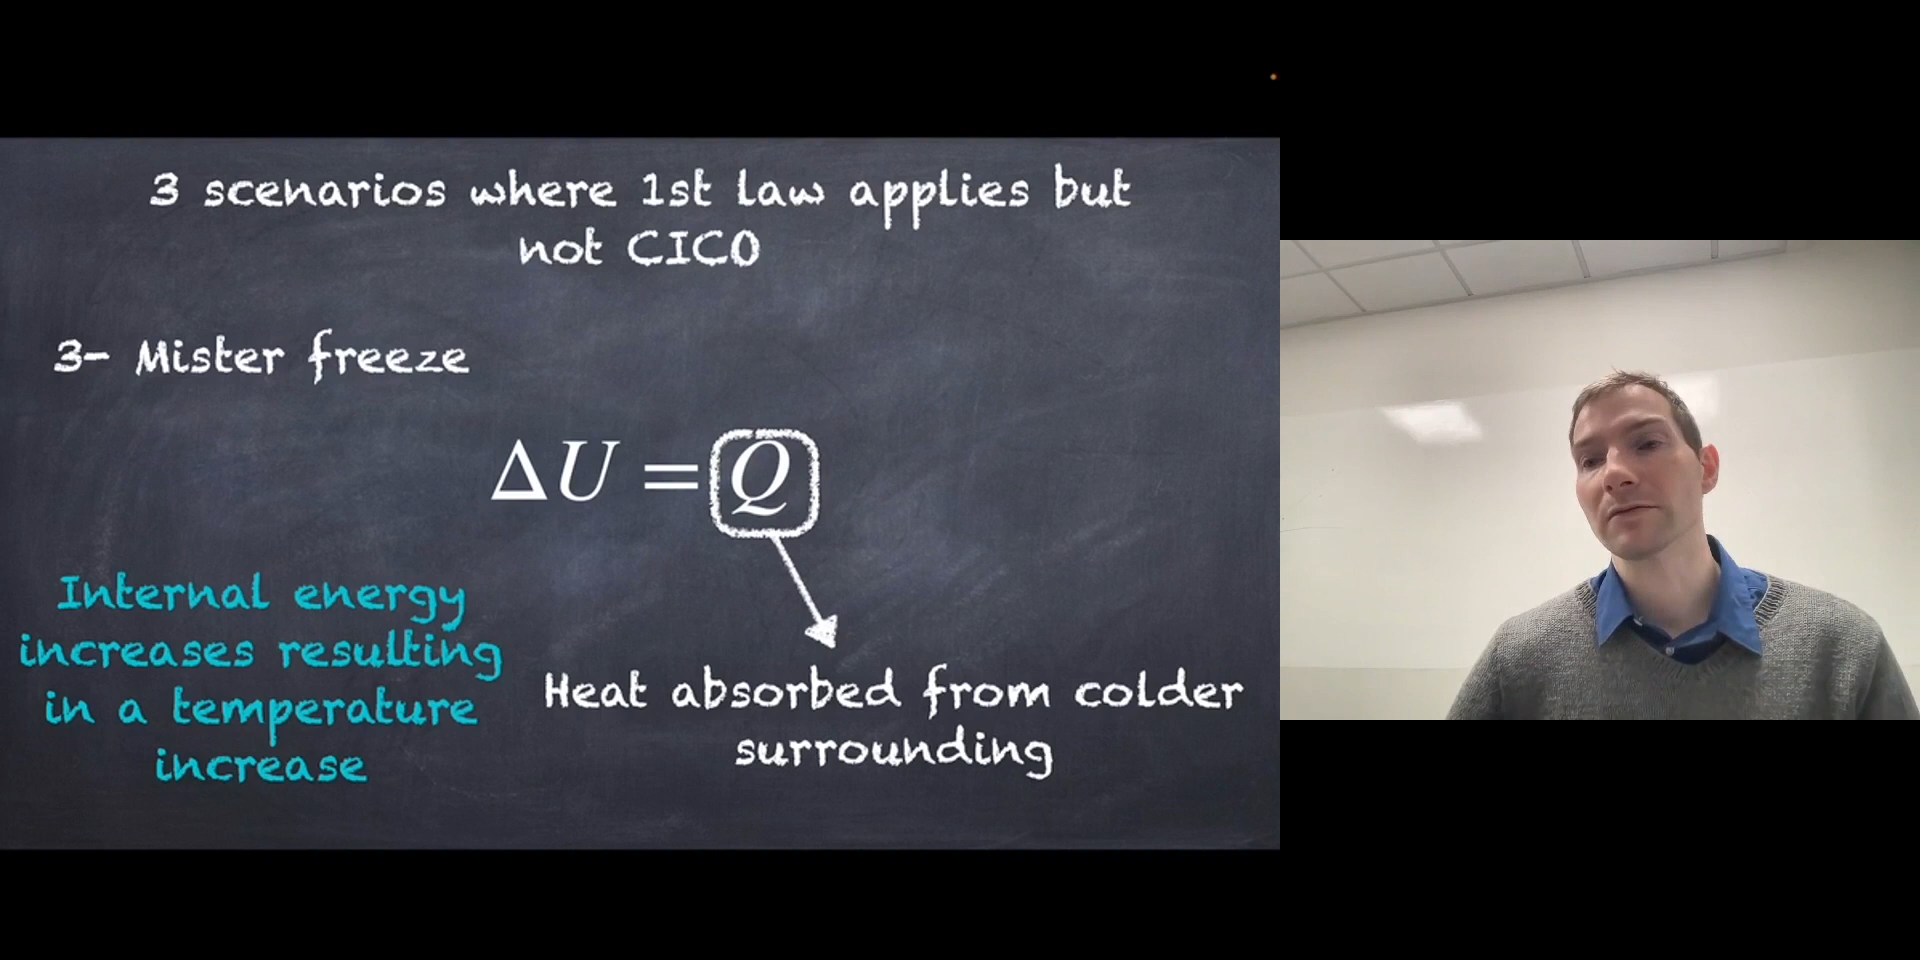 3 scenarios where 1st law applies but
not CICO
3- Mister freeze
ΔU = Q
Internal energy
increases resulting
in a temperature
increase
Heat absorbed from colder
surrounding